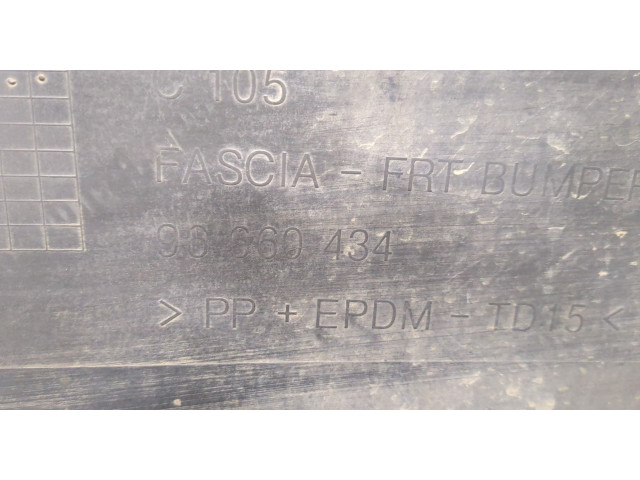 C 105
FASCIA - FRT BUMPER
96 660 434
> PP + EPDM - TD15 <